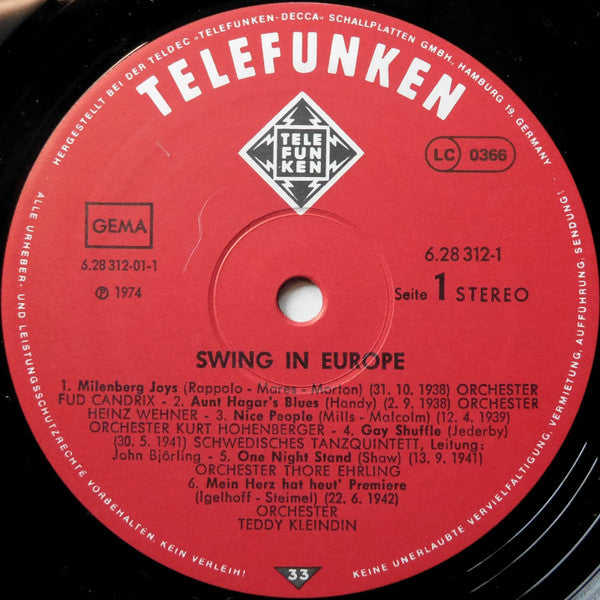 HERGESTELLT BEI DER TELDEC »TELEFUNKEN-DECCA« SCHALLPLATTEN GMBH., HAMBURG 19, GERMANY
TELEFUNKEN
TELE
FUN
KEN
LC 0366
GEMA
6.28 312-01-1
℗ 1974
6.28 312-1
Seite 1 STEREO
SWING IN EUROPE
1. Milenberg Joys (Rappolo - Mares - Morton) (31. 10. 1938) ORCHESTER
FUD CANDRIX - 2. Aunt Hagar's Blues (Handy) (2. 9. 1938) ORCHESTER
HEINZ WEHNER - 3. Nice People (Mills - Malcolm) (12. 4. 1939)
ORCHESTER KURT HOHENBERGER - 4. Gay Shuffle (Jederby)
(30. 5. 1941) SCHWEDISCHES TANZQUINTETT, Leitung:
John Björling - 5. One Night Stand (Shaw) (13. 9. 1941)
ORCHESTER THORE EHRLING
6. Mein Herz hat heut' Premiere
(Igelhoff - Steimel) (22. 6. 1942)
ORCHESTER
TEDDY KLEINDIN
33
ALLE URHEBER- UND LEISTUNGSSCHUTZRECHTE VORBEHALTEN. KEIN VERLEIH!
KEINE UNERLAUBTE VERVIELFÄLTIGUNG, VERMIETUNG, AUFFÜHRUNG, SENDUNG!